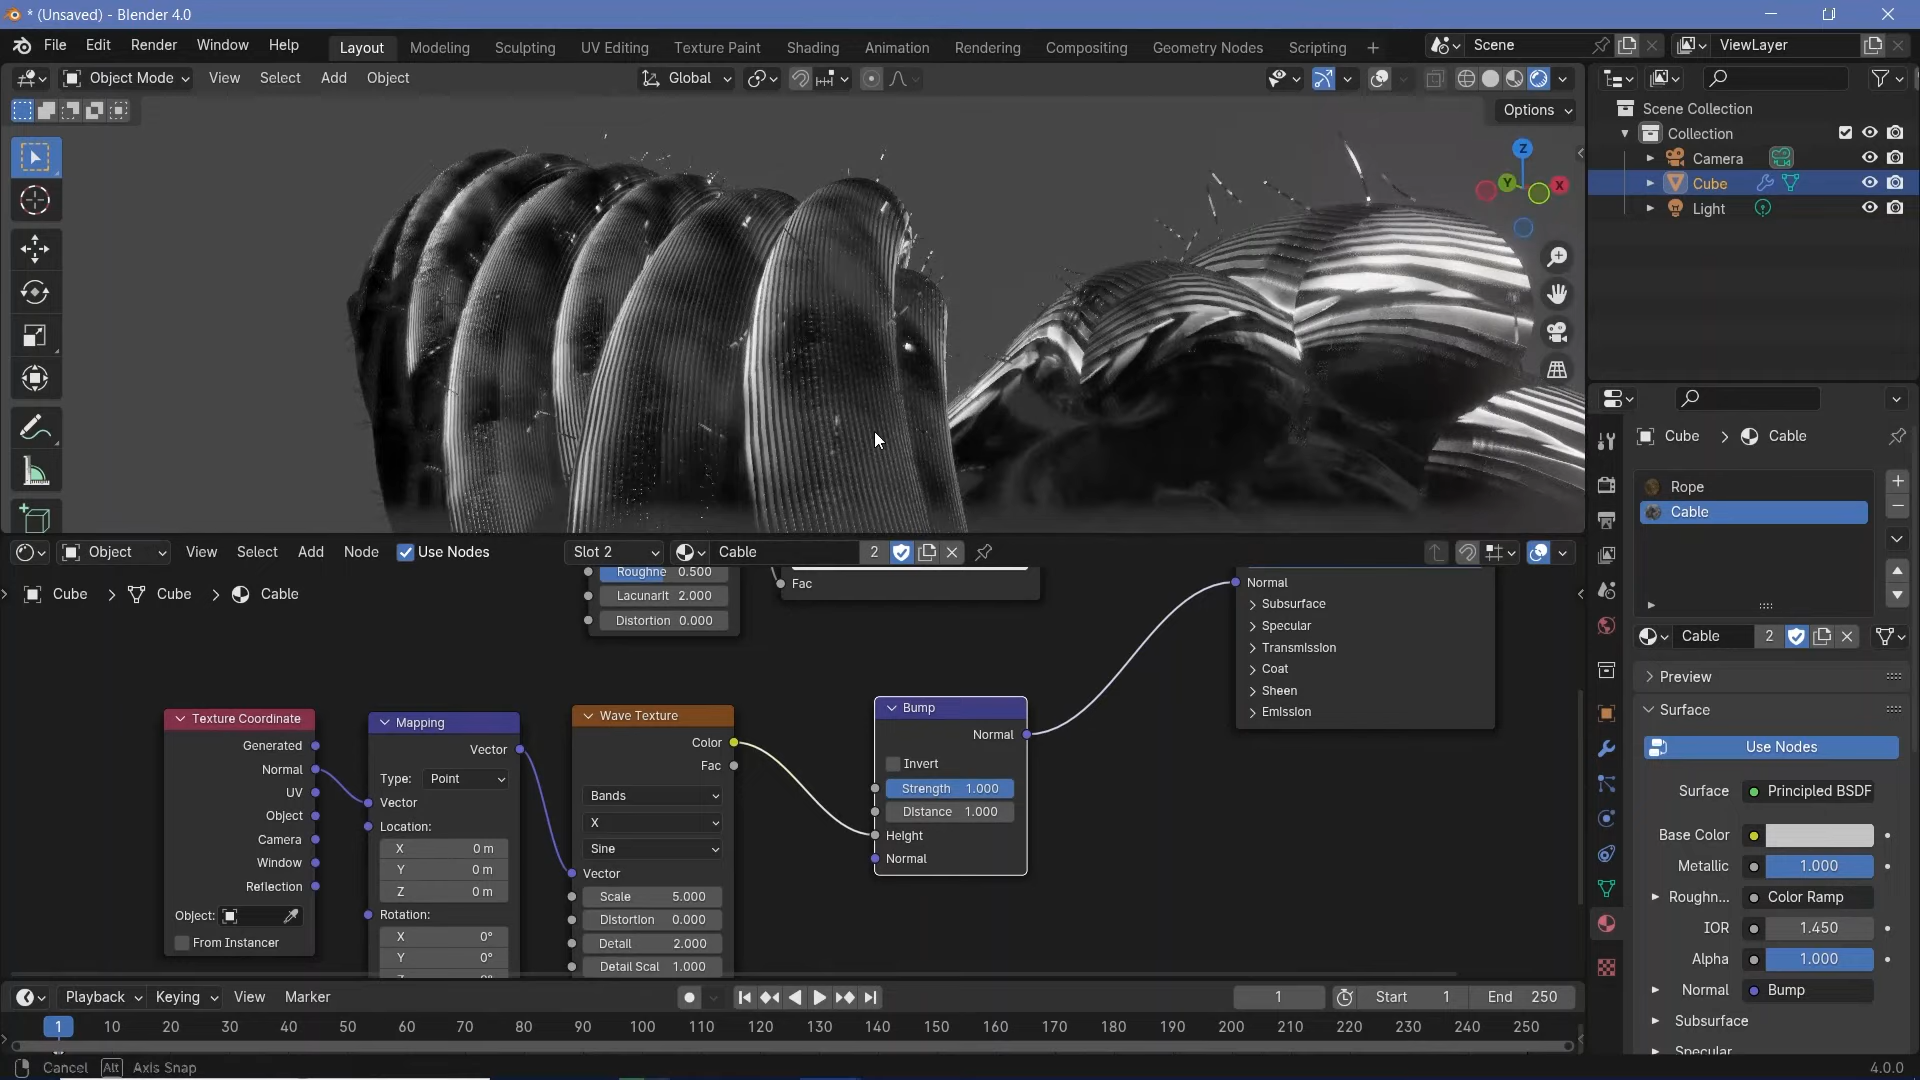 * (Unsaved) - Blender 4.0
File Edit Render Window Help Layout Modeling Sculpting UV Editing Texture Paint Shading Animation Rendering Compositing Geometry Nodes Scripting + Scene ViewLayer
Object Mode View Select Add Object Global
Options
Z
Y X
Scene Collection
Collection
Camera
Cube
Light
Cube > Cable
Rope
Cable
Object View Select Add Node Use Nodes Slot 2 Cable 2
Cube > Cube > Cable
Roughne 0.500
Lacunarit 2.000
Distortion 0.000
Fac
Normal
Subsurface
Specular
Transmission
Coat
Sheen
Emission
Texture Coordinate
Generated
Normal
UV
Object
Camera
Window
Reflection
Object:
From Instancer
Mapping
Vector
Type: Point
Vector
Location:
X 0 m
Y 0 m
Z 0 m
Rotation:
X 0°
Y 0°
Wave Texture
Color
Fac
Bands
X
Sine
Vector
Scale 5.000
Distortion 0.000
Detail 2.000
Detail Scal 1.000
Bump
Normal
Invert
Strength 1.000
Distance 1.000
Height
Normal
Cable 2
Preview
Surface
Use Nodes
Surface Principled BSDF
Base Color
Metallic 1.000
Roughn... Color Ramp
IOR 1.450
Alpha 1.000
Normal Bump
Subsurface
Specular
Playback Keying View Marker 1 Start 1 End 250
1 10 20 30 40 50 60 70 80 90 100 110 120 130 140 150 160 170 180 190 200 210 220 230 240 250
Cancel Alt Axis Snap 4.0.0